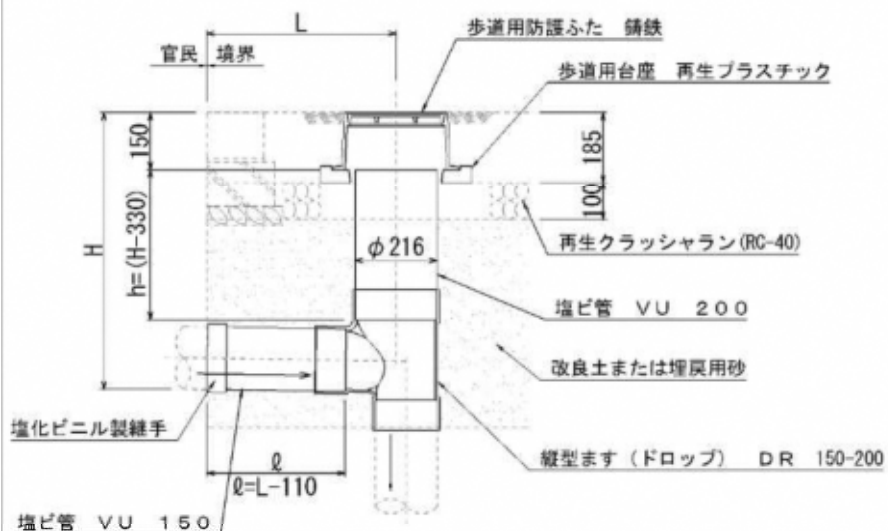 L
歩道用防護ふた 鋳鉄
官民 境界
歩道用台座 再生プラスチック
150
185
100
H
h=(H-330)
φ216
再生クラッシャラン(RC-40)
塩ビ管 VU 200
改良土または埋戻用砂
塩化ビニル製継手
ℓ
ℓ=L-110
縦型ます(ドロップ) DR 150-200
塩ビ管 VU 150